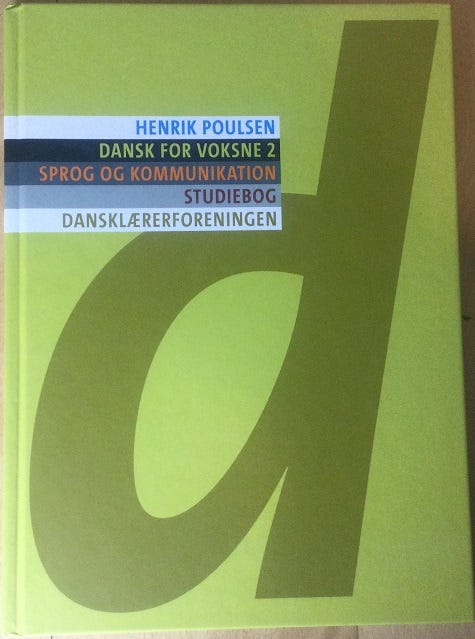 HENRIK POULSEN
DANSK FOR VOKSNE 2
SPROG OG KOMMUNIKATION
STUDIEBOG
DANSKLÆRERFORENINGEN
d